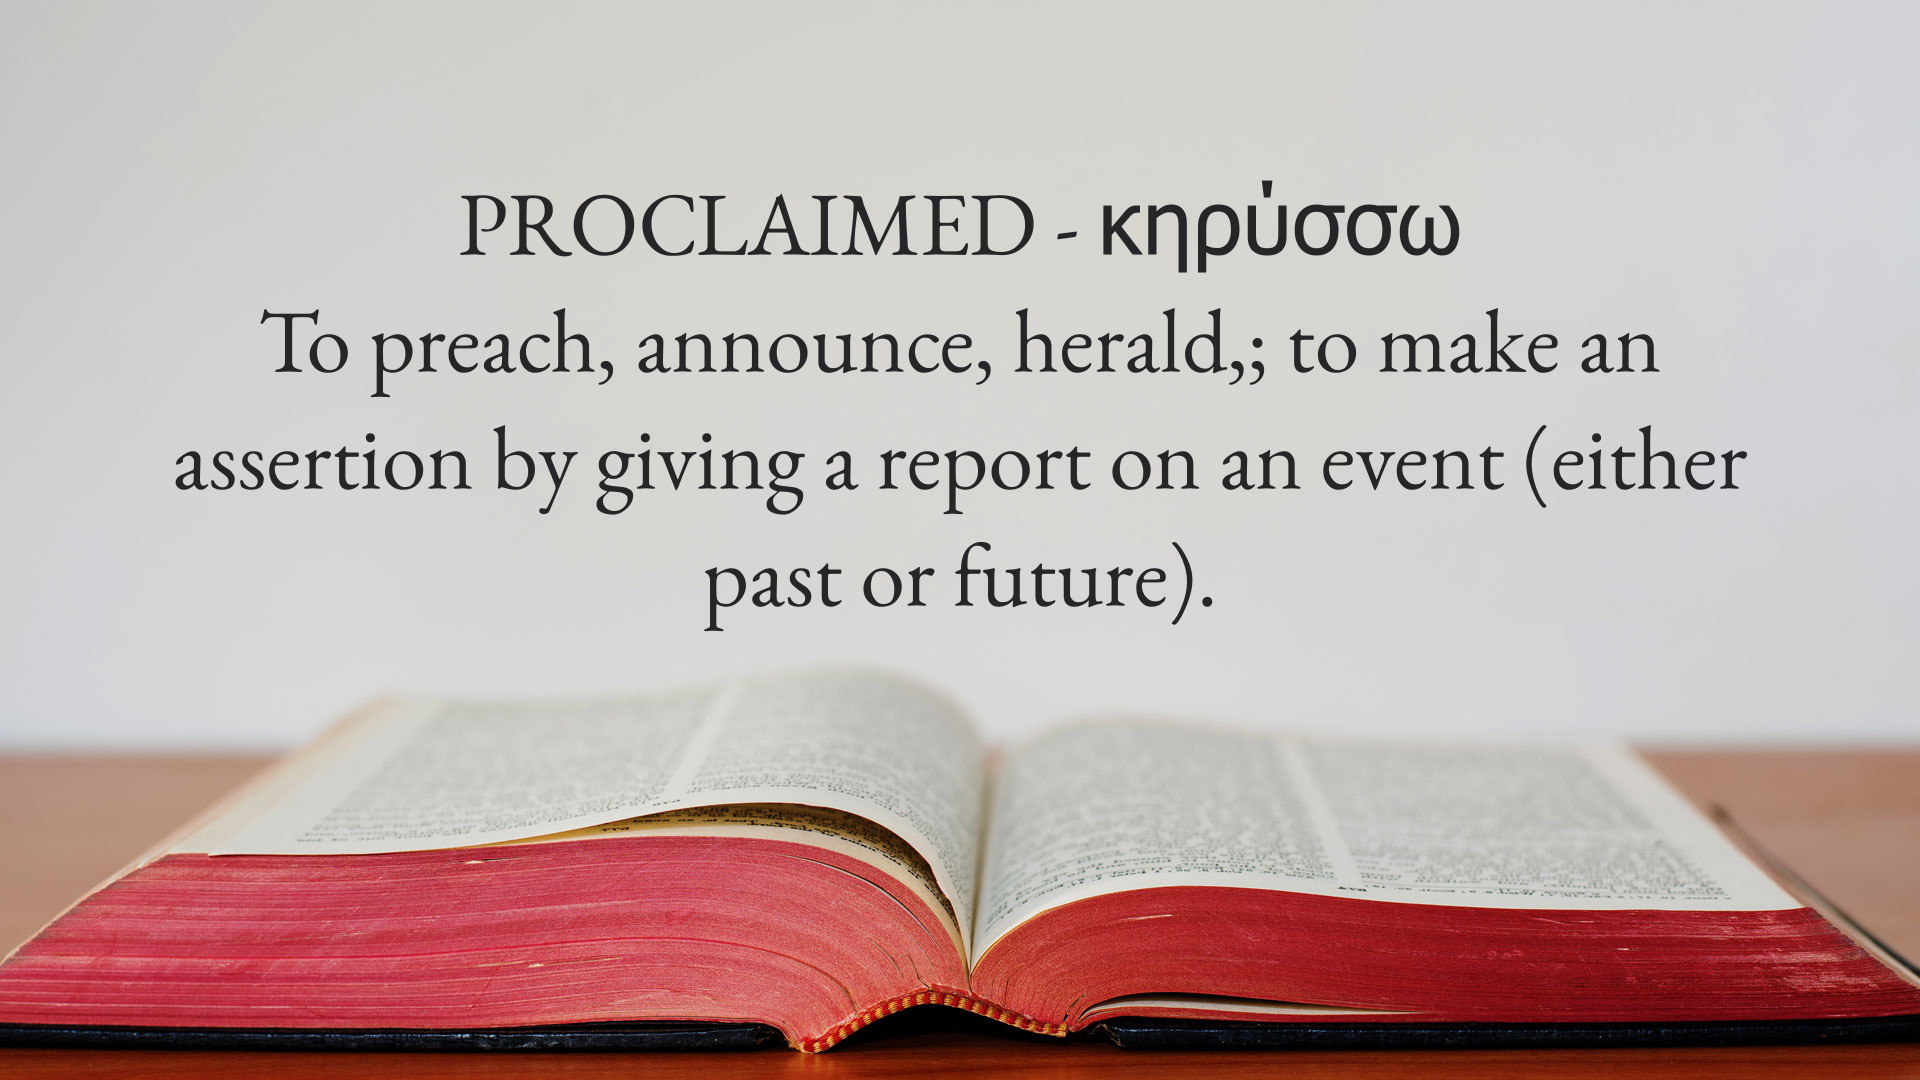 PROCLAIMED - κηρύσσω
To preach, announce, herald,; to make an
assertion by giving a report on an event (either
past or future).